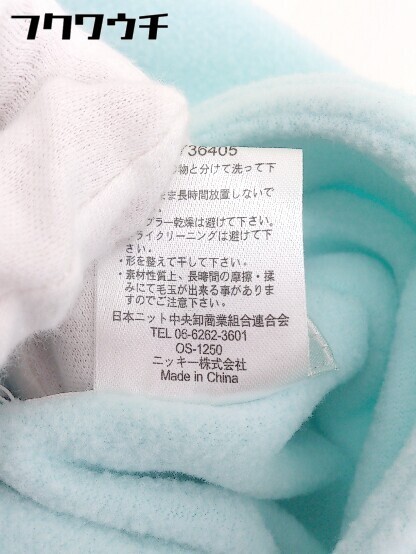 フクワウチ
736405
物と分けて洗って下
まま長時間放置しないで
ブラー乾燥は避けて下さい。
ライクリーニングは避けて下
い。
・形を整えて干して下さい。
・素材性質上、長時間の摩擦・揉
みにて毛玉が出来る事がありま
すのでご注意下さい。
日本ニット中央卸商業組合連合会
TEL 06-6262-3601
OS-1250
ニッキー株式会社
Made in China